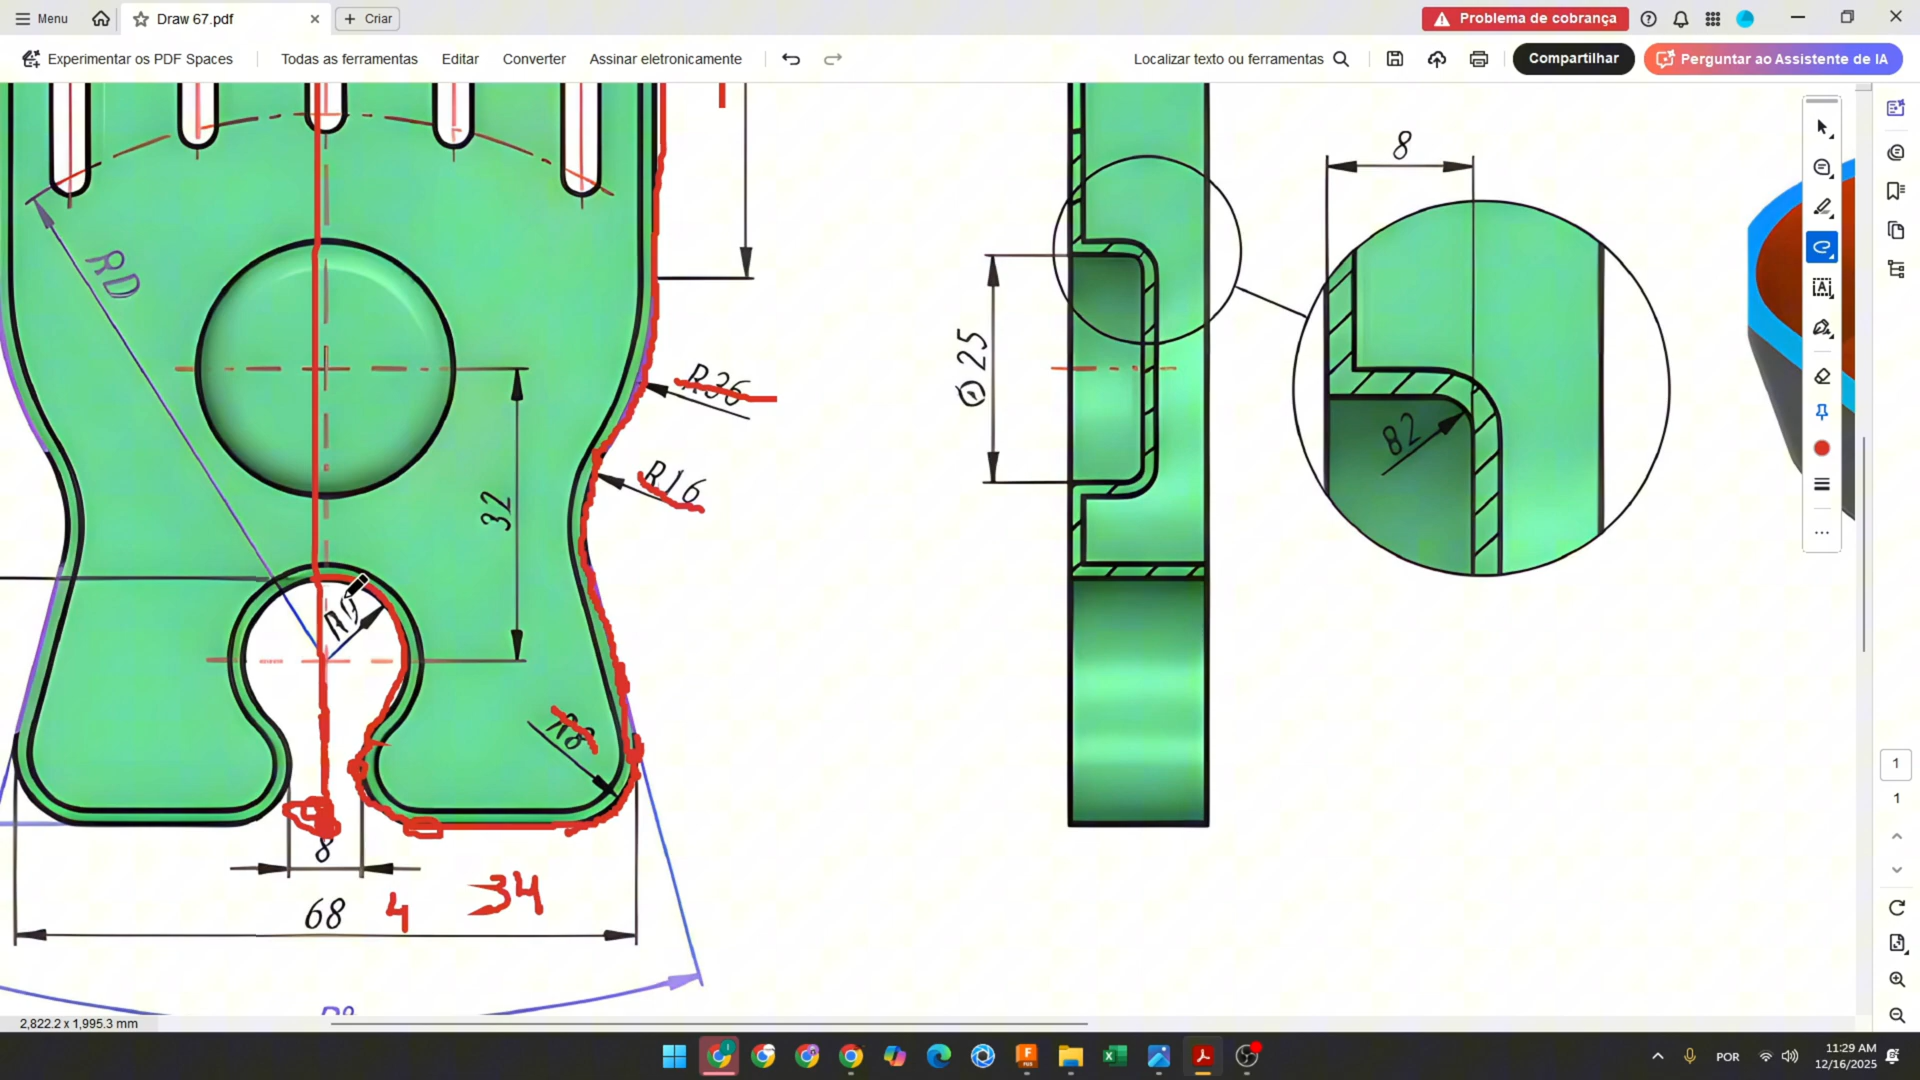 Menu
Draw 67.pdf
Criar
Problema de cobrança
Experimentar os PDF Spaces
Todas as ferramentas
Editar
Converter
Assinar eletronicamente
Localizar texto ou ferramentas
Compartilhar
Perguntar ao Assistente de IA
8
RD
R36
R16
32
25
R8
8
68
4
34
1
1
2,822.2 x 1,995.3 mm
POR
11:29 AM
12/16/2025